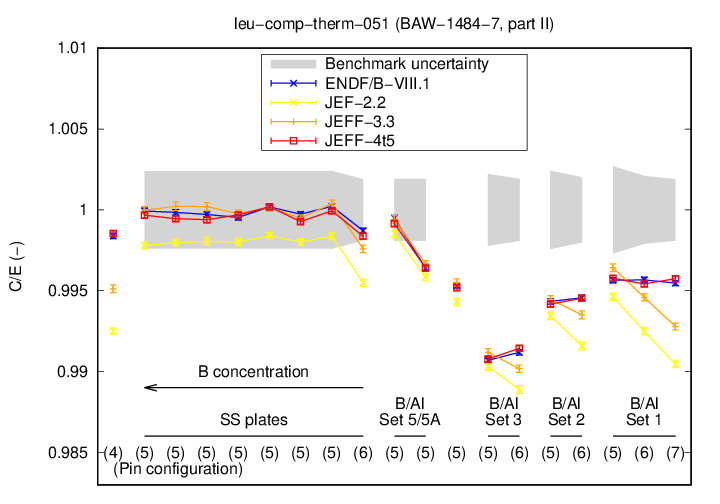 leu−comp−therm−051 (BAW−1484−7, part II)
1.01
Benchmark uncertainty
ENDF/B−VIII.1
JEF−2.2
JEFF−3.3
JEFF−4t5
1.005
1
0.995
0.99
0.985
C/E (−)
B concentration
SS plates
B/Al
Set 5/5A
B/Al
Set 3
B/Al
Set 2
B/Al
Set 1
(4) (5) (5) (5) (5) (5) (5) (5) (6) (5) (5) (5) (5) (6) (5) (6) (5) (6) (7)
(Pin configuration)